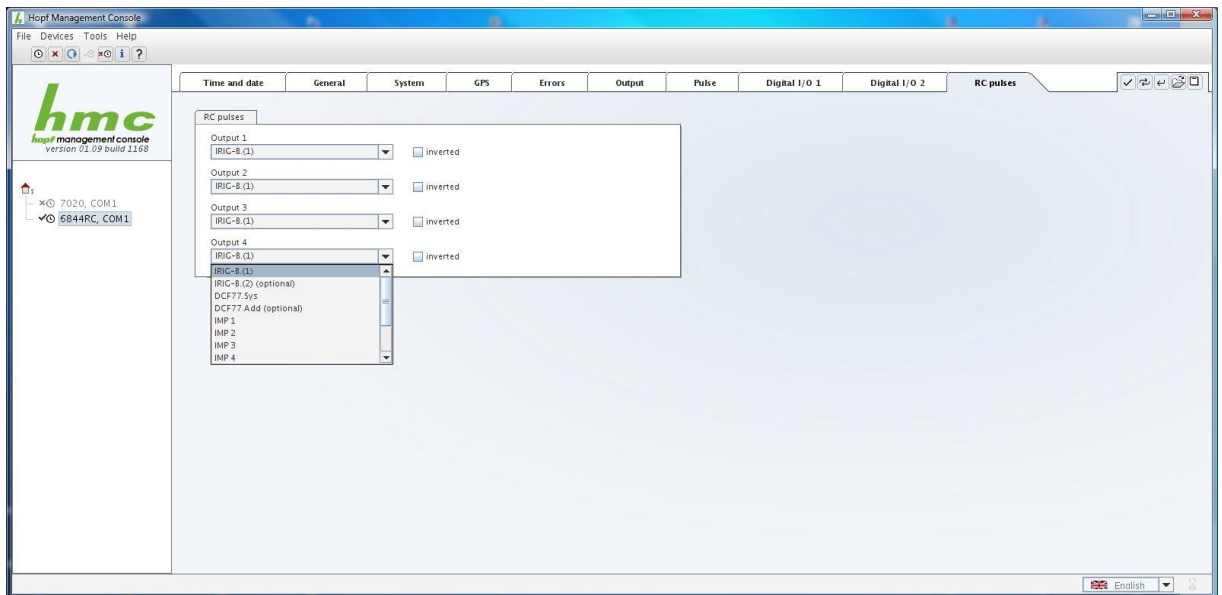 Hopf Management Console
File Devices Tools Help
hmc
hopf management console
version 01.09 build 1168
7020, COM1
6844RC, COM1
Time and date General System GPS Errors Output Pulse Digital I/O 1 Digital I/O 2 RC pulses
RC pulses
Output 1
IRIG-B.(1) inverted
Output 2
IRIG-B.(1) inverted
Output 3
IRIG-B.(1) inverted
Output 4
IRIG-B.(1) inverted
IRIG-B.(1)
IRIG-B.(2) (optional)
DCF77.Sys
DCF77.Add (optional)
IMP 1
IMP 2
IMP 3
IMP 4
English